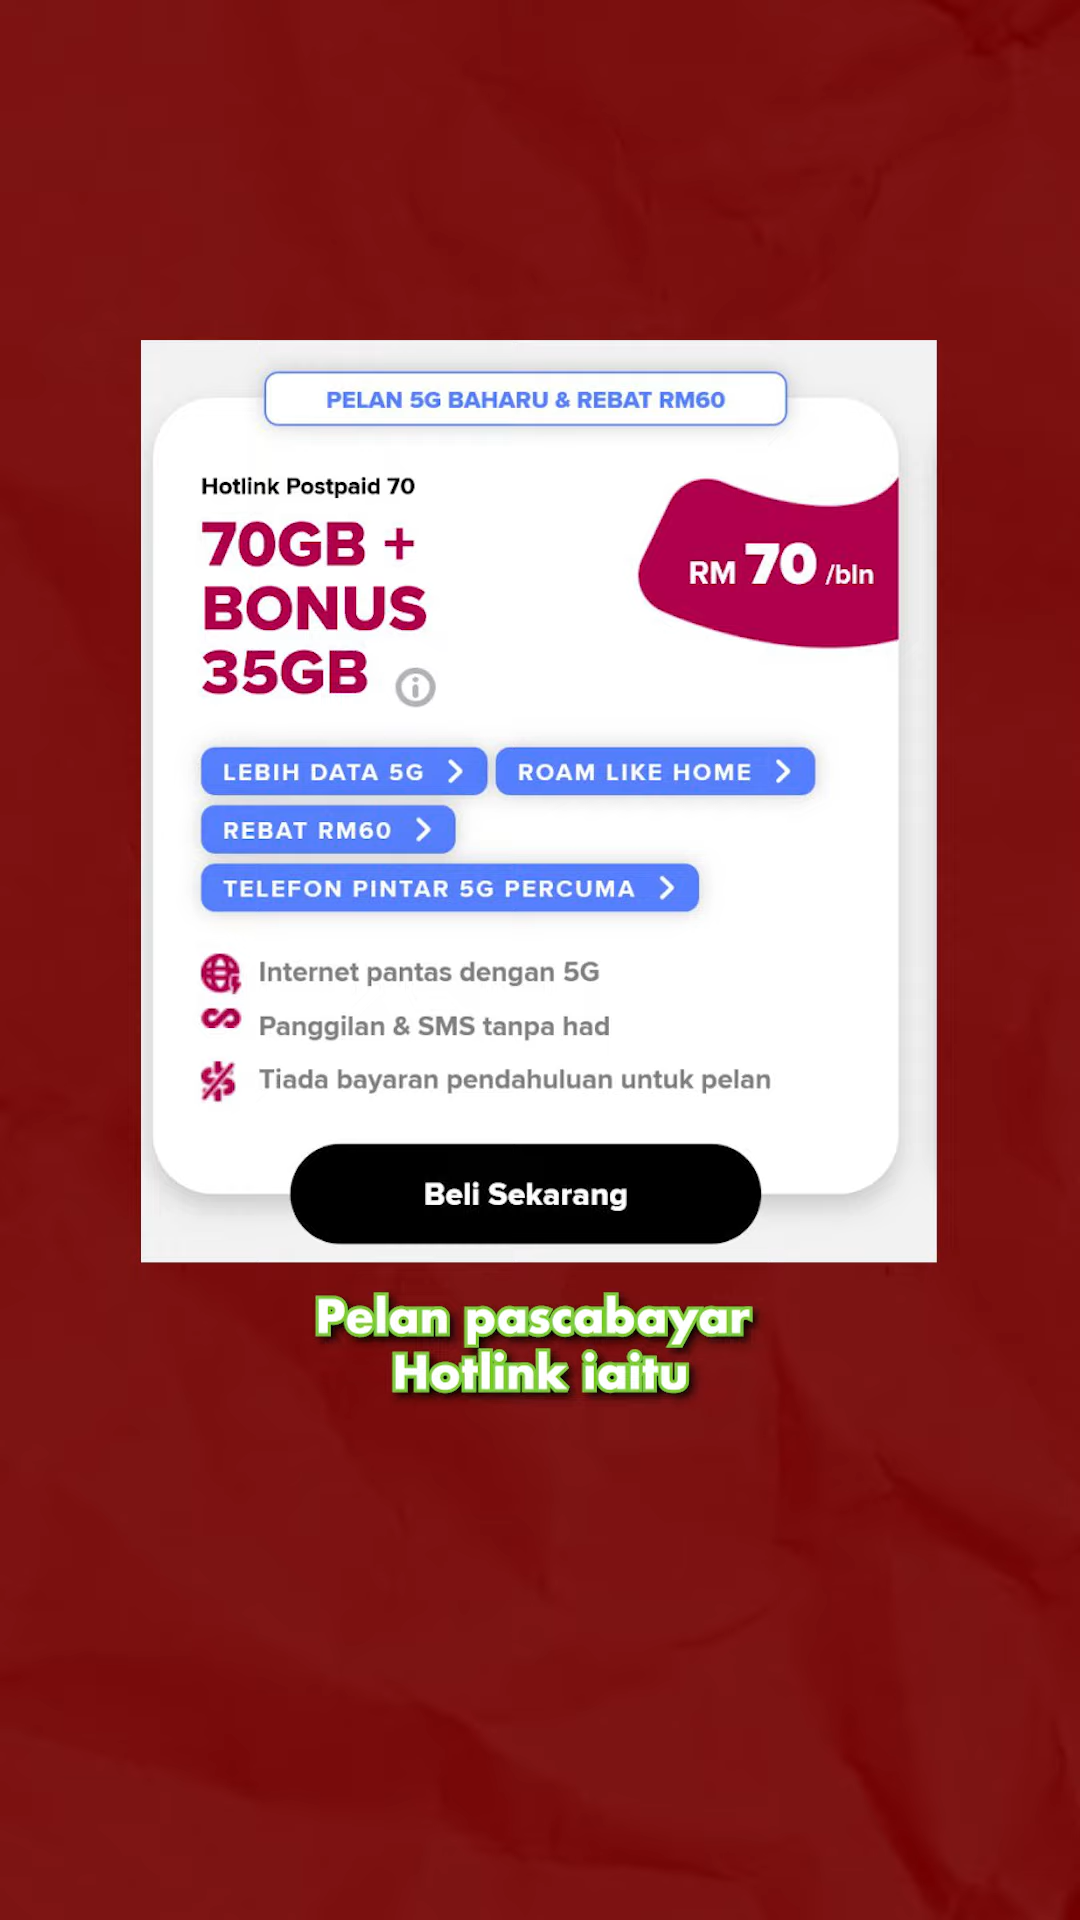 PELAN 5G BAHARU & REBAT RM60
Hotlink Postpaid 70
70GB +
BONUS
35GB
RM 70 /bln
LEBIH DATA 5G
ROAM LIKE HOME
REBAT RM60
TELEFON PINTAR 5G PERCUMA
Internet pantas dengan 5G
Panggilan & SMS tanpa had
Tiada bayaran pendahuluan untuk pelan
Beli Sekarang
Pelan pascabayar
Hotlink iaitu